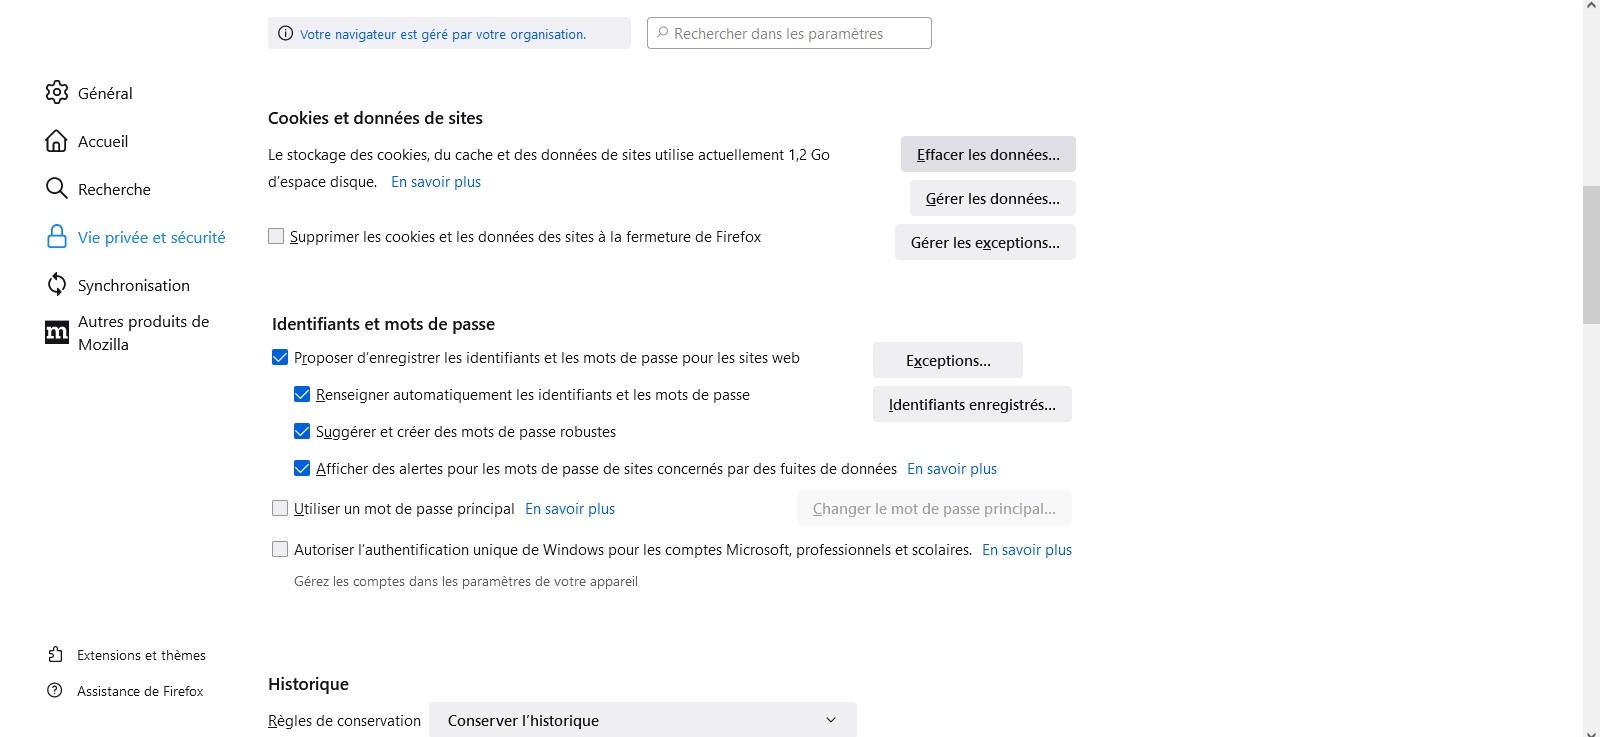 Votre navigateur est géré par votre organisation.
Rechercher dans les paramètres
Général
Accueil
Recherche
Vie privée et sécurité
Synchronisation
m Autres produits de
Mozilla
Extensions et thèmes
Assistance de Firefox
Cookies et données de sites
Le stockage des cookies, du cache et des données de sites utilise actuellement 1,2 Go
d’espace disque. En savoir plus
Effacer les données…
Gérer les données…
Supprimer les cookies et les données des sites à la fermeture de Firefox
Gérer les exceptions…
Identifiants et mots de passe
Proposer d’enregistrer les identifiants et les mots de passe pour les sites web
Exceptions…
Renseigner automatiquement les identifiants et les mots de passe
Identifiants enregistrés…
Suggérer et créer des mots de passe robustes
Afficher des alertes pour les mots de passe de sites concernés par des fuites de données En savoir plus
Utiliser un mot de passe principal En savoir plus
Changer le mot de passe principal…
Autoriser l’authentification unique de Windows pour les comptes Microsoft, professionnels et scolaires. En savoir plus
Gérez les comptes dans les paramètres de votre appareil
Historique
Règles de conservation Conserver l’historique